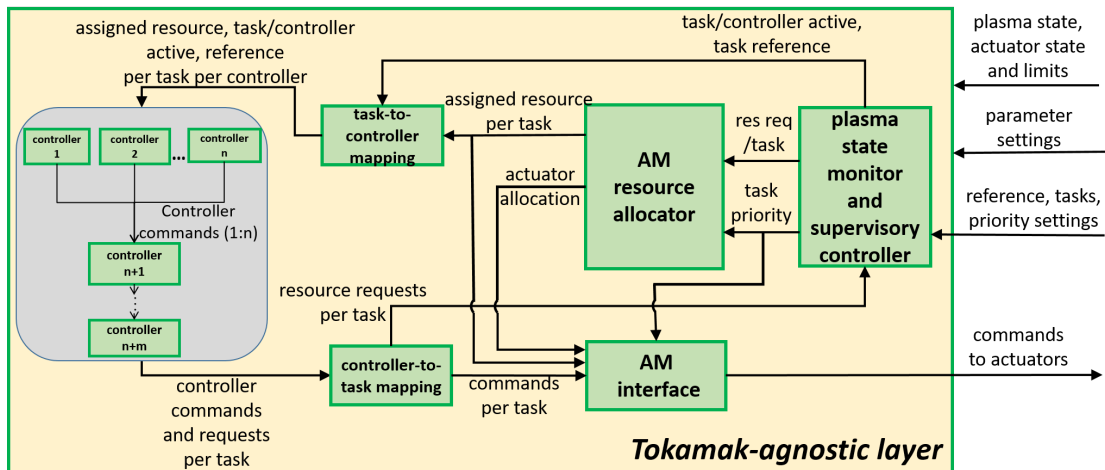 assigned resource, task/controller
active, reference
per task per controller
task/controller active,
task reference
plasma state,
actuator state
and limits
parameter
settings
reference, tasks,
priority settings
commands
to actuators
controller
1
controller
2
...
controller
n
Controller
commands (1:n)
controller
n+1
controller
n+m
task-to-
controller
mapping
assigned resource
per task
actuator
allocation
AM
resource
allocator
res req
/task
task
priority
plasma
state
monitor
and
supervisory
controller
resource requests
per task
controller-to-
task mapping
commands
per task
AM
interface
controller
commands
and requests
per task
Tokamak-agnostic layer